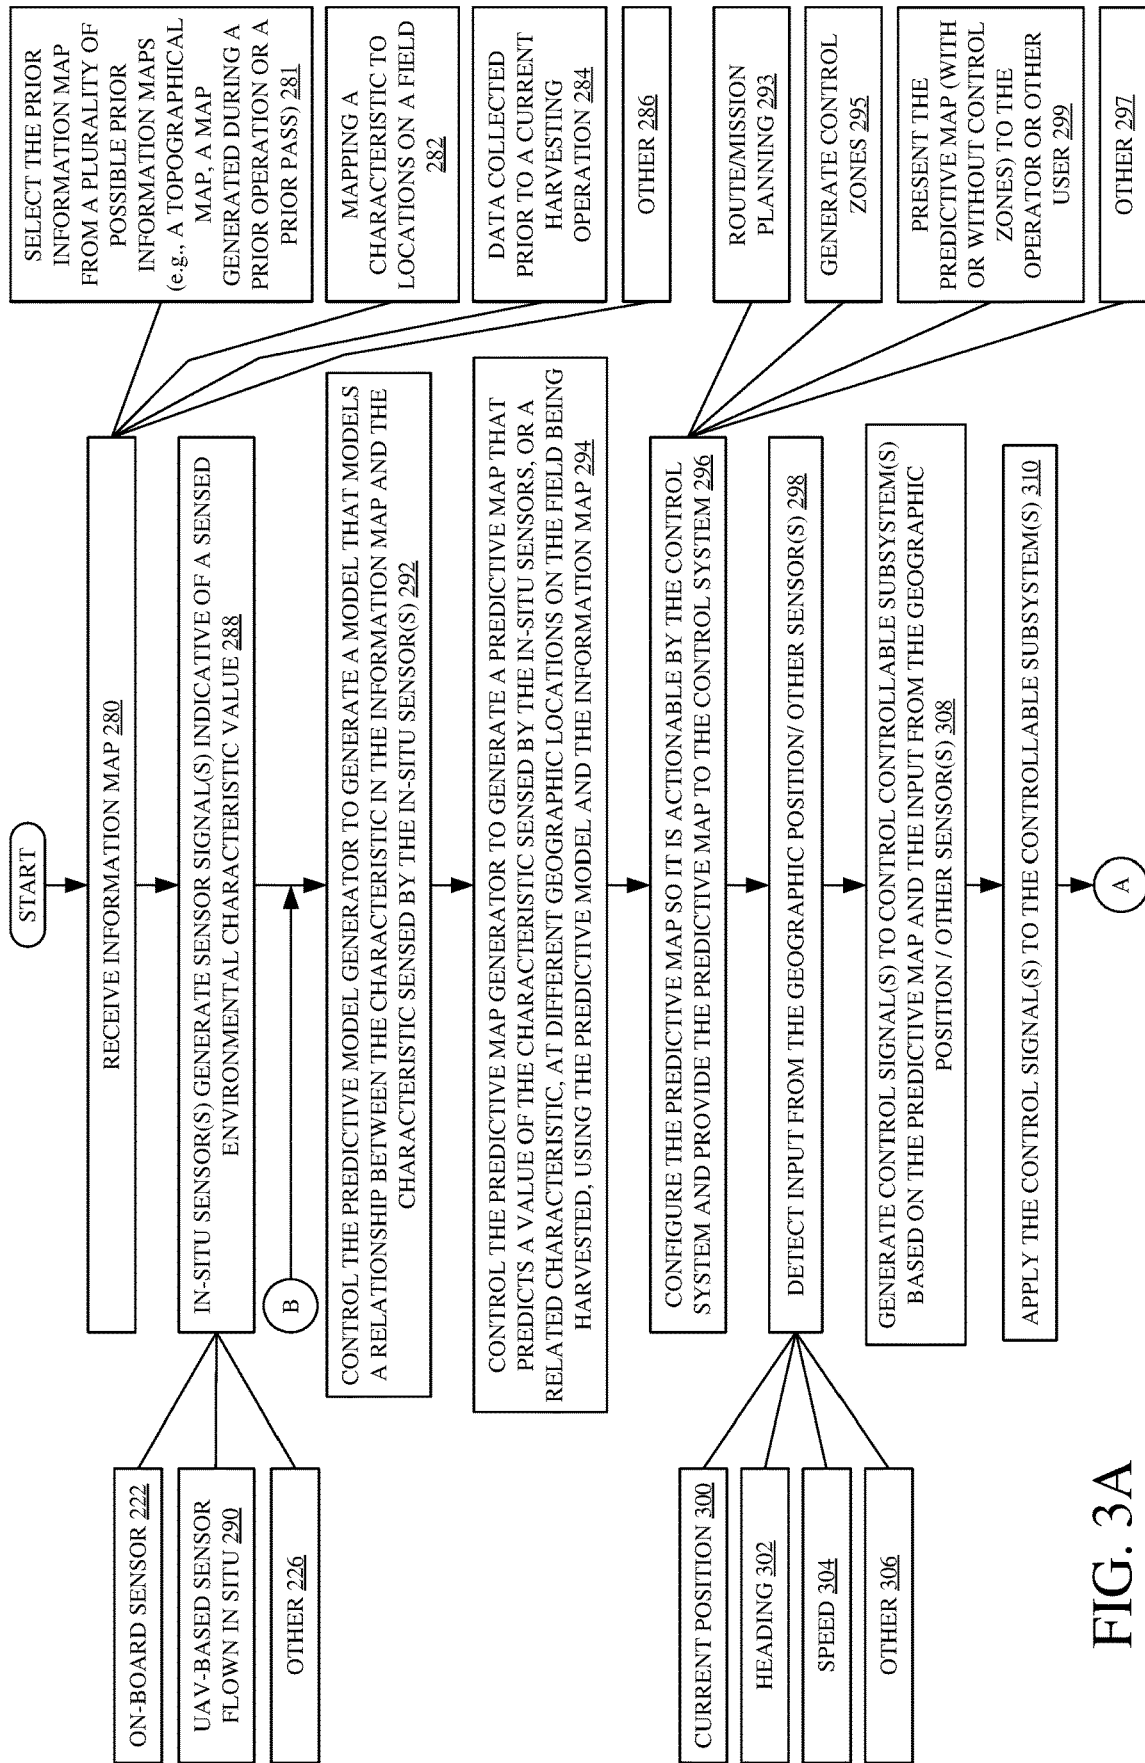 START
RECEIVE INFORMATION MAP 280
SELECT THE PRIOR
INFORMATION MAP
FROM A PLURALITY OF
POSSIBLE PRIOR
INFORMATION MAPS
(e.g., A TOPOGRAPHICAL
MAP, A MAP
GENERATED DURING A
PRIOR OPERATION OR A
PRIOR PASS) 281
MAPPING A
CHARACTERISTIC TO
LOCATIONS ON A FIELD
282
DATA COLLECTED
PRIOR TO A CURRENT
HARVESTING
OPERATION 284
OTHER 286
IN-SITU SENSOR(S) GENERATE SENSOR SIGNAL(S) INDICATIVE OF A SENSED
ENVIRONMENTAL CHARACTERISTIC VALUE 288
ON-BOARD SENSOR 222
UAV-BASED SENSOR
FLOWN IN SITU 290
OTHER 226
B
CONTROL THE PREDICTIVE MODEL GENERATOR TO GENERATE A MODEL THAT MODELS
A RELATIONSHIP BETWEEN THE CHARACTERISTIC IN THE INFORMATION MAP AND THE
CHARACTERISTIC SENSED BY THE IN-SITU SENSOR(S) 292
CONTROL THE PREDICTIVE MAP GENERATOR TO GENERATE A PREDICTIVE MAP THAT
PREDICTS A VALUE OF THE CHARACTERISTIC SENSED BY THE IN-SITU SENSORS, OR A
RELATED CHARACTERISTIC, AT DIFFERENT GEOGRAPHIC LOCATIONS ON THE FIELD BEING
HARVESTED, USING THE PREDICTIVE MODEL AND THE INFORMATION MAP 294
CONFIGURE THE PREDICTIVE MAP SO IT IS ACTIONABLE BY THE CONTROL
SYSTEM AND PROVIDE THE PREDICTIVE MAP TO THE CONTROL SYSTEM 296
ROUTE/MISSION
PLANNING 293
GENERATE CONTROL
ZONES 295
PRESENT THE
PREDICTIVE MAP (WITH
OR WITHOUT CONTROL
ZONES) TO THE
OPERATOR OR OTHER
USER 299
OTHER 297
DETECT INPUT FROM THE GEOGRAPHIC POSITION/ OTHER SENSOR(S) 298
CURRENT POSITION 300
HEADING 302
SPEED 304
OTHER 306
GENERATE CONTROL SIGNAL(S) TO CONTROL CONTROLLABLE SUBSYSTEM(S)
BASED ON THE PREDICTIVE MAP AND THE INPUT FROM THE GEOGRAPHIC
POSITION / OTHER SENSOR(S) 308
APPLY THE CONTROL SIGNAL(S) TO THE CONTROLLABLE SUBSYSTEM(S) 310
A
FIG. 3A